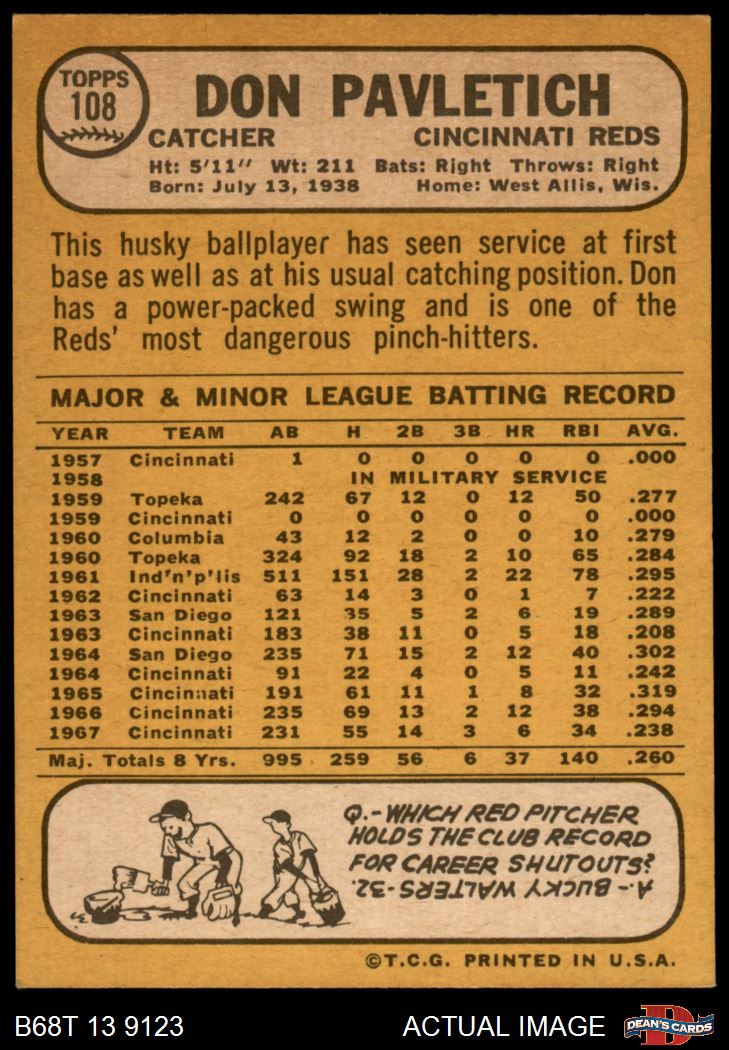 TOPPS
108
DON PAVLETICH
CATCHER CINCINNATI REDS
Ht: 5'11" Wt: 211 Bats: Right Throws: Right
Born: July 13, 1938 Home: West Allis, Wis.
This husky ballplayer has seen service at first
base as well as at his usual catching position. Don
has a power-packed swing and is one of the
Reds' most dangerous pinch-hitters.
MAJOR & MINOR LEAGUE BATTING RECORD
YEAR TEAM AB H 2B 3B HR RBI AVG.
1957 Cincinnati 1 0 0 0 0 0 .000
1958 IN MILITARY SERVICE
1959 Topeka 242 67 12 0 12 50 .277
1959 Cincinnati 0 0 0 0 0 0 .000
1960 Columbia 43 12 2 0 0 10 .279
1960 Topeka 324 92 18 2 10 65 .284
1961 Ind'n'p'lis 511 151 28 2 22 78 .295
1962 Cincinnati 63 14 3 0 1 7 .222
1963 San Diego 121 35 5 2 6 19 .289
1963 Cincinnati 183 38 11 0 5 18 .208
1964 San Diego 235 71 15 2 12 40 .302
1964 Cincinnati 91 22 4 0 5 11 .242
1965 Cincinnati 191 61 11 1 8 32 .319
1966 Cincinnati 235 69 13 2 12 38 .294
1967 Cincinnati 231 55 14 3 6 34 .238
Maj. Totals 8 Yrs. 995 259 56 6 37 140 .260
Q.-WHICH RED PITCHER
HOLDS THE CLUB RECORD
FOR CAREER SHUTOUTS?
A-BUCKY WALTERS-32.
©T.C.G. PRINTED IN U.S.A.
B68T 13 9123 ACTUAL IMAGE
D
DEAN'S CARDS